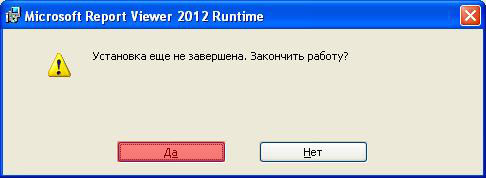 Microsoft Report Viewer 2012 Runtime
Установка еще не завершена. Закончить работу?
Да
Нет